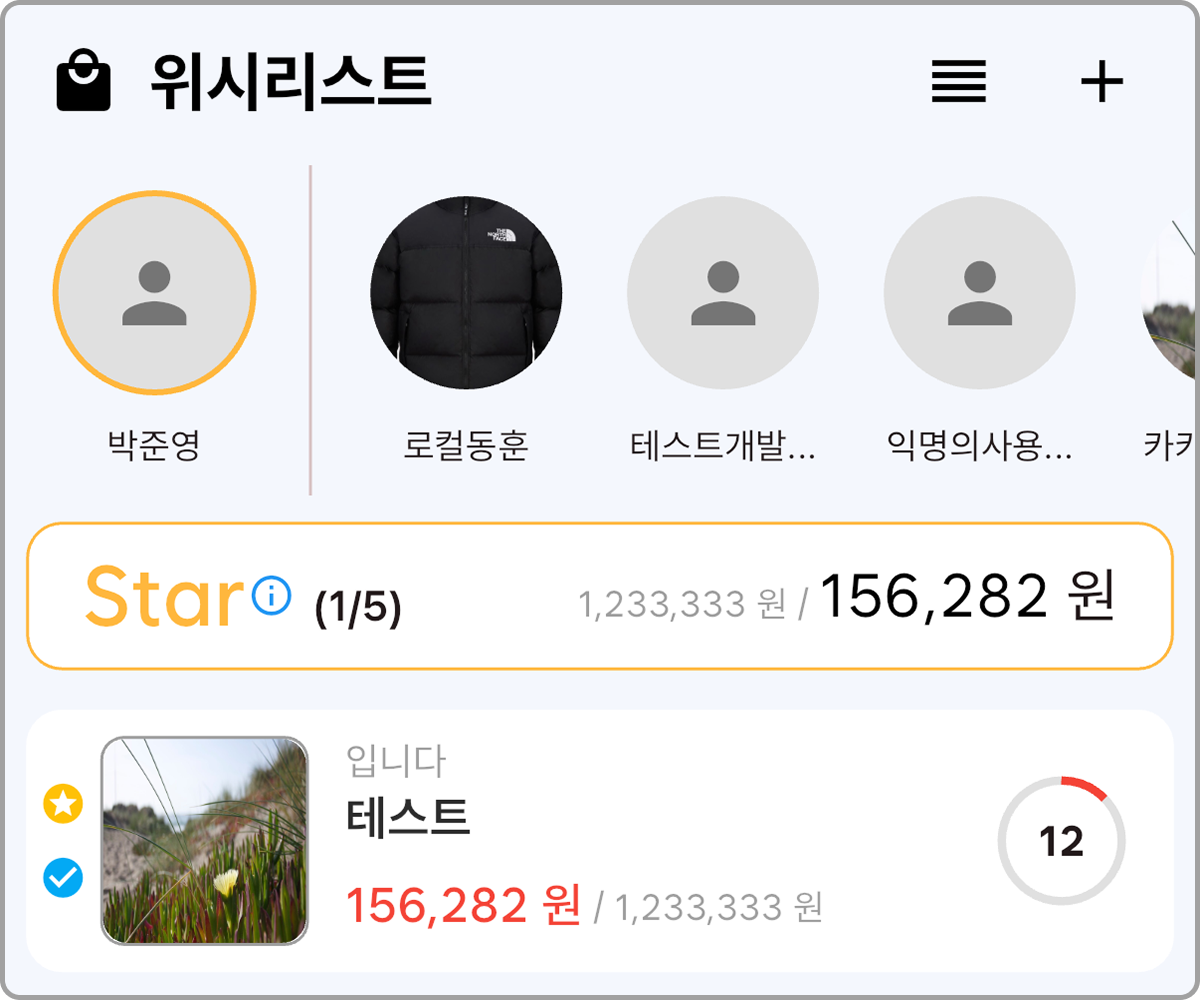 위시리스트
THE
NORTH
FACE
박준영
로컬동훈
테스트개발...
익명의사용...
카카
Star (1/5) 1,233,333 원 / 156,282 원
입니다
테스트
156,282 원 / 1,233,333 원
12